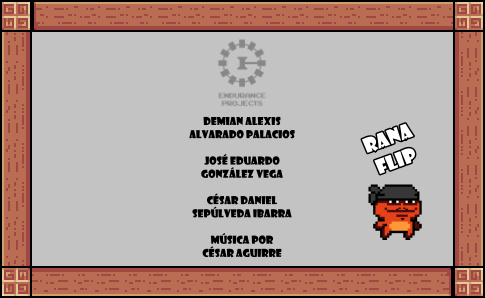 ENDURANCE
PROJECTS
DEMIAN ALEXIS
ALVARADO PALACIOS
JOSÉ EDUARDO
GONZÁLEZ VEGA
CÉSAR DANIEL
SEPÚLVEDA IBARRA
MÚSICA POR
CÉSAR AGUIRRE
RANA
FLIP